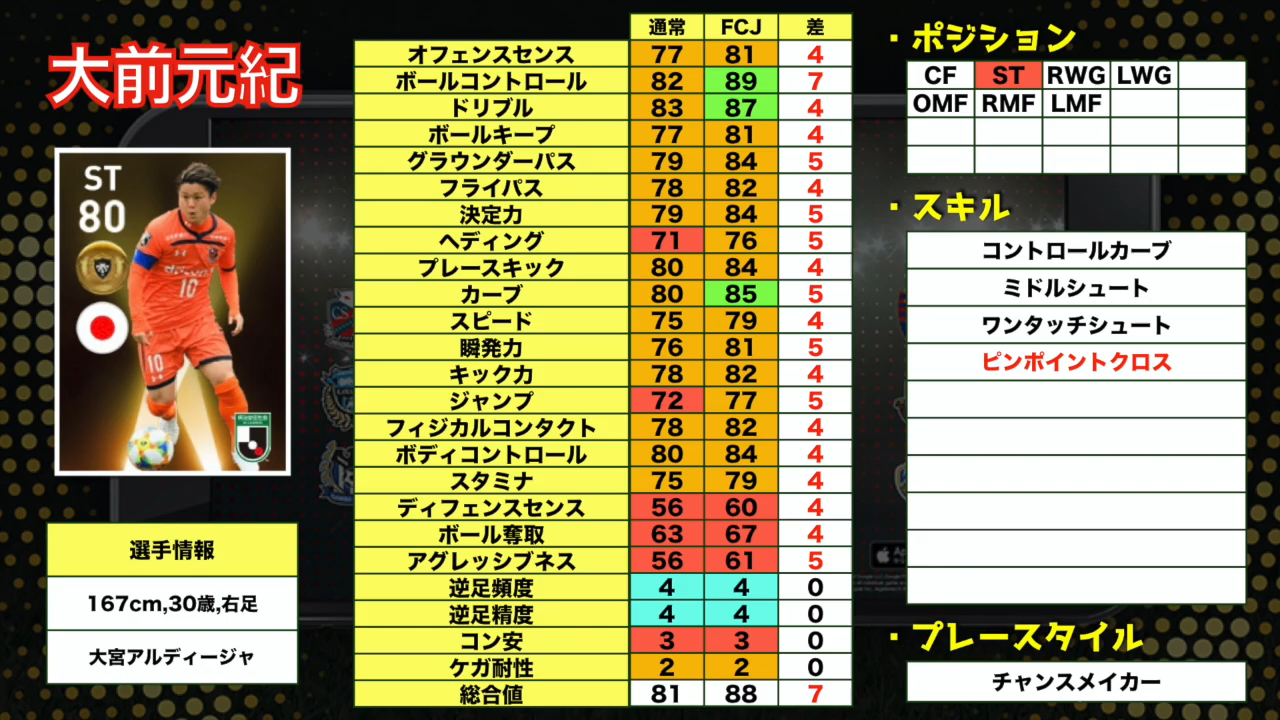 大前元紀
ST
80
10
10
選手情報
167cm,30歳,右足
大宮アルディージャ
通常 FCJ 差
オフェンスセンス 77 81 4
ボールコントロール 82 89 7
ドリブル 83 87 4
ボールキープ 77 81 4
グラウンダーパス 79 84 5
フライパス 78 82 4
決定力 79 84 5
ヘディング 71 76 5
プレースキック 80 84 4
カーブ 80 85 5
スピード 75 79 4
瞬発力 76 81 5
キック力 78 82 4
ジャンプ 72 77 5
フィジカルコンタクト 78 82 4
ボディコントロール 80 84 4
スタミナ 75 79 4
ディフェンスセンス 56 60 4
ボール奪取 63 67 4
アグレッシブネス 56 61 5
逆足頻度 4 4 0
逆足精度 4 4 0
コン安 3 3 0
ケガ耐性 2 2 0
総合値 81 88 7
・ポジション
CF ST RWG LWG
OMF RMF LMF
・スキル
コントロールカーブ
ミドルシュート
ワンタッチシュート
ピンポイントクロス
・プレースタイル
チャンスメイカー